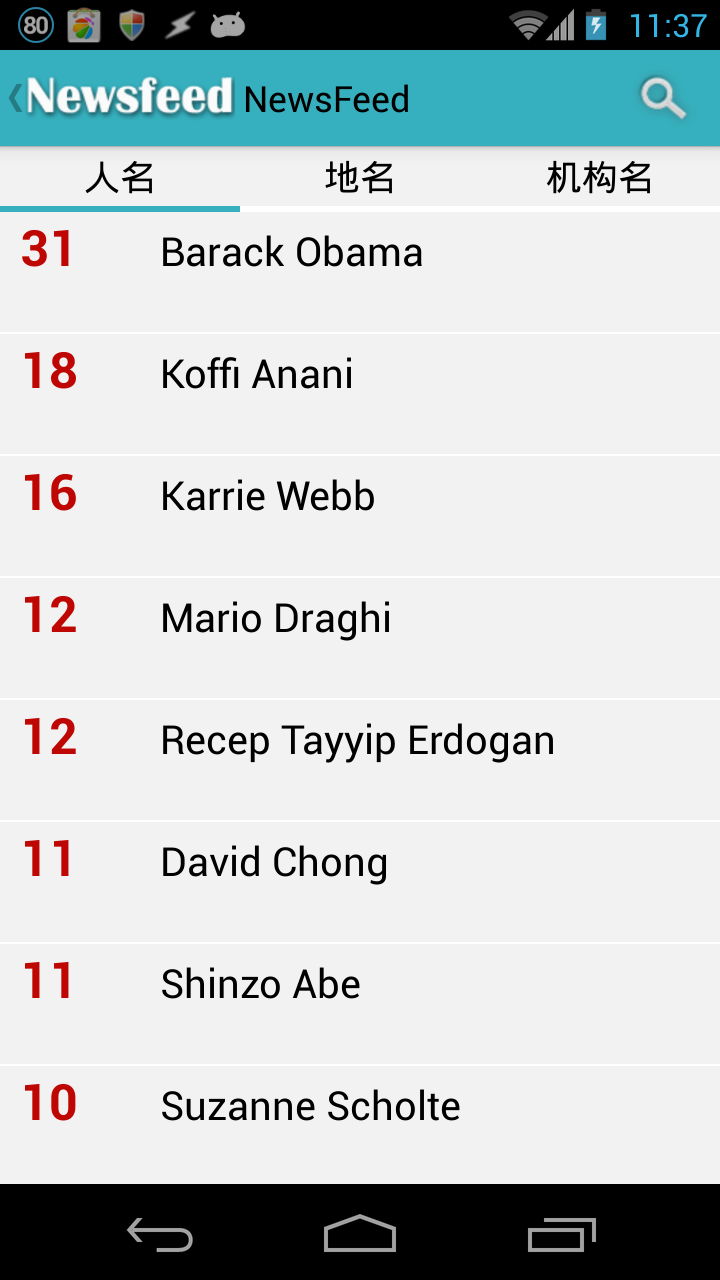 80 11:37
Newsfeed NewsFeed
人名 地名 机构名
31 Barack Obama
18 Koffi Anani
16 Karrie Webb
12 Mario Draghi
12 Recep Tayyip Erdogan
11 David Chong
11 Shinzo Abe
10 Suzanne Scholte